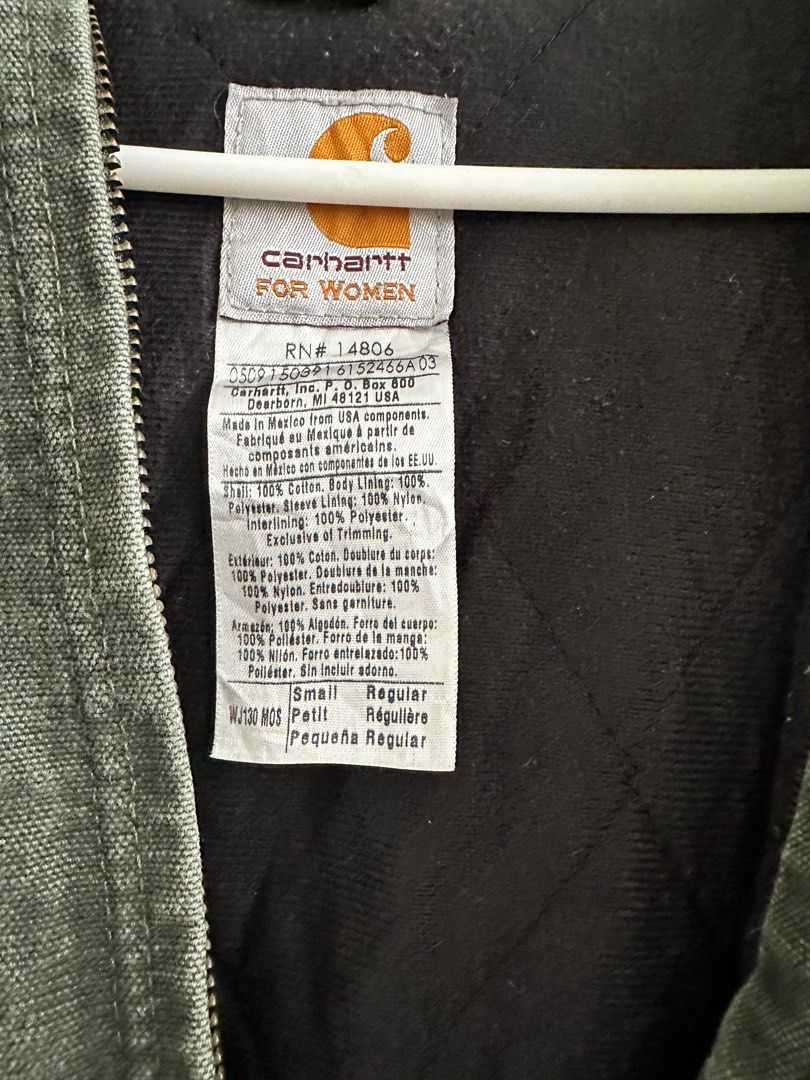 carhartt
FOR WOMEN
RN# 14806
Carhartt, Inc. P. O. Box 600
Dearborn, MI 48121 USA
Made in Mexico from USA components.
Fabriqué au Mexique à partir de
composants américains.
Hecho en México con componentes de los EE.UU.
Shell: 100% Cotton. Body Lining: 100%
Polyester. Sleeve Lining: 100% Nylon.
Interlining: 100% Polyester.
Exclusive of Trimming.
Extérieur: 100% Coton. Doublure du corps:
100% Polyester. Doublure de la manche:
100% Nylon. Entredoublure: 100%
Polyester. Sans garniture.
Armazón: 100% Algodón. Forro del cuerpo:
100% Poliéster. Forro de la manga:
100% Nilón. Forro entrelazado:100%
Poliéster. Sin incluir adorno.
WJ130 MOS
Small Regular
Petit Régulière
Pequeña Regular